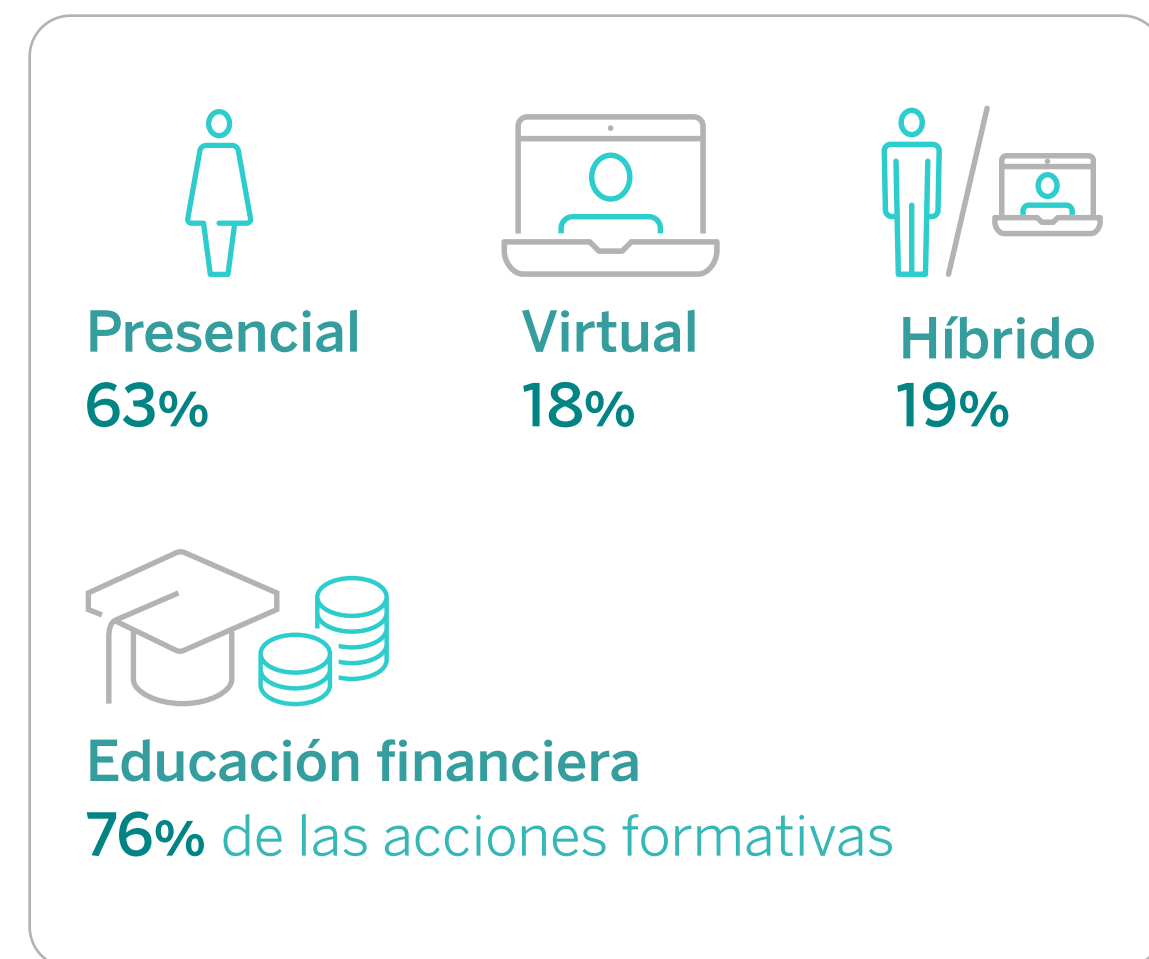 Presencial
63%
Virtual
18%
Híbrido
19%
Educación financiera
76% de las acciones formativas